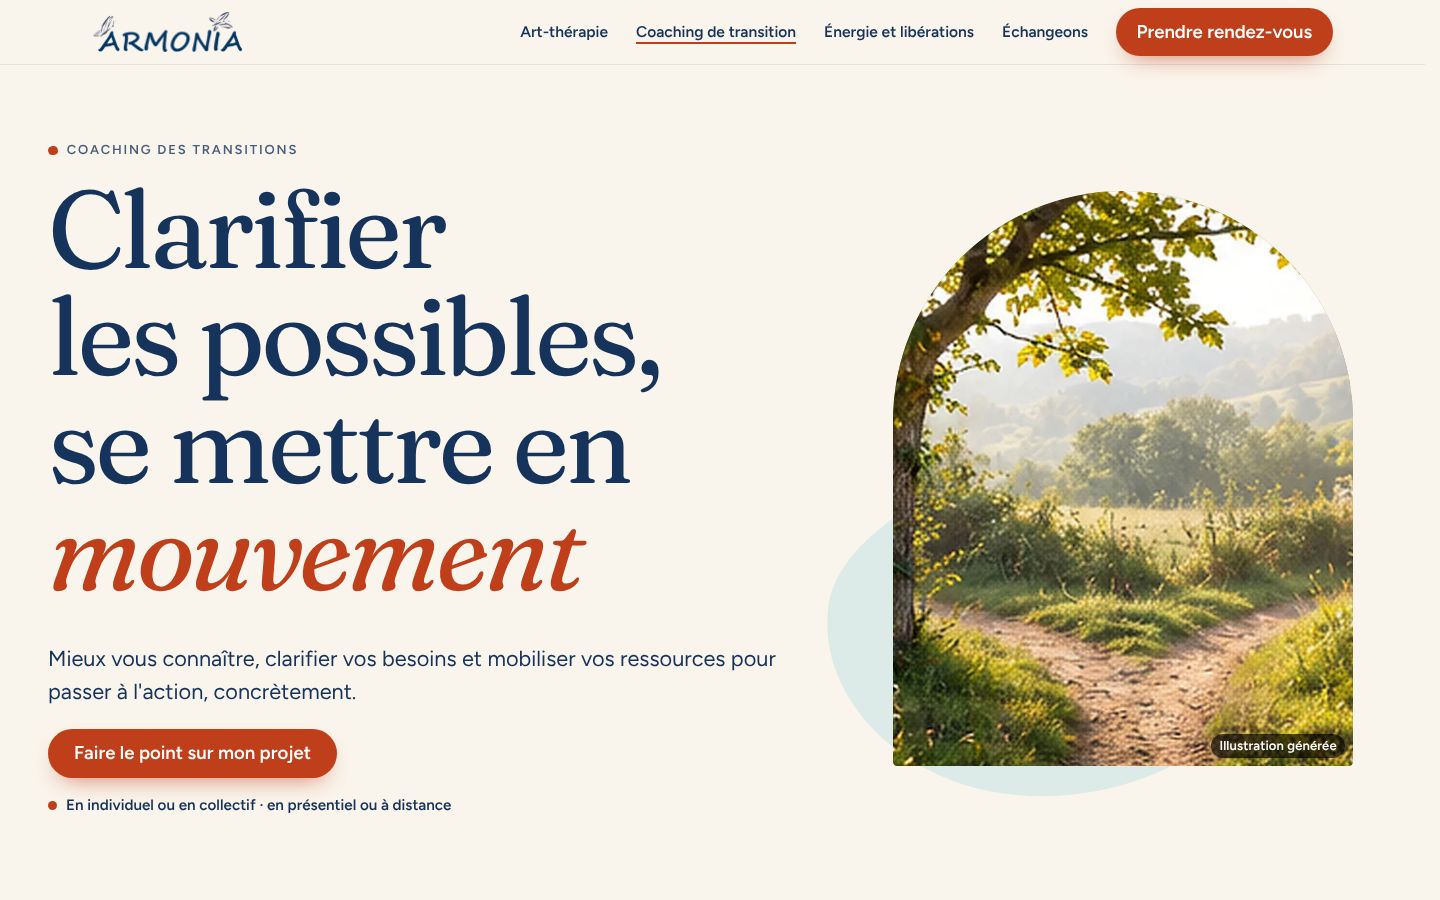 ARMONIA
Art-thérapie
Coaching de transition
Énergie et libérations
Échangeons
Prendre rendez-vous
COACHING DES TRANSITIONS
Clarifier
les possibles,
se mettre en
mouvement
Mieux vous connaître, clarifier vos besoins et mobiliser vos ressources pour
passer à l'action, concrètement.
Faire le point sur mon projet
En individuel ou en collectif · en présentiel ou à distance
Illustration générée